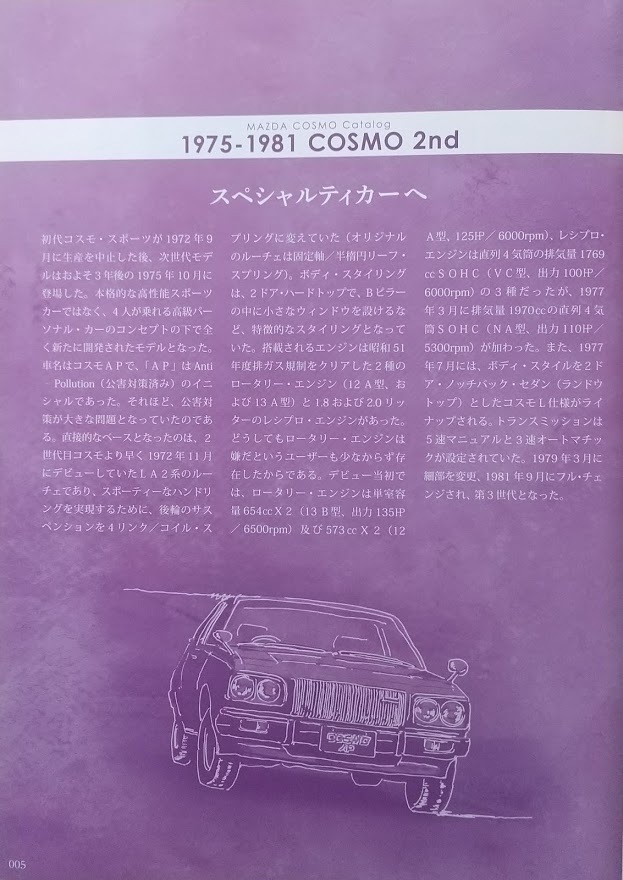 MAZDA COSMO Catalog
1975-1981 COSMO 2nd
スペシャルティカーへ
初代コスモ・スポーツが1972年9
月に生産を中止した後、次世代モデ
ルはおよそ3年後の1975年10月に
登場した。本格的な高性能スポーツ
カーではなく、4人が乗れる高級パー
ソナル・カーのコンセプトの下で全
く新たに開発されたモデルとなった。
車名はコスモAPで、「AP」はAnti
Pollution（公害対策済み）のイニ
シャルであった。それほど、公害対
策が大きな問題となっていたのであ
る。直接的なベースとなったのは、2
世代目コスモより早く1972年11月
にデビューしていたLA2系のルー
チェであり、スポーティーなハンドリ
ングを実現するために、後輪のサス
ペンションを4リンク／コイル・ス
プリングに変えていた（オリジナル
のルーチェは固定軸／半楕円リーフ・
スプリング）。ボディ・スタイリング
は、2ドア・ハードトップで、Bピラー
の中に小さなウィンドウを設けるな
ど、特徴的なスタイリングとなってい
た。搭載されるエンジンは昭和51
年度排ガス規制をクリアした2種の
ロータリー・エンジン（12A型、お
よび13A型）と1.8および2.0リッ
ターのレシプロ・エンジンがあった。
どうしてもロータリー・エンジンは
嫌だというユーザーも少なからず存
在したからである。デビュー当初で
は、ロータリー・エンジンは単室容
量654cc X 2（13B型、出力135IP
／6500rpm）及び573cc X 2（12
A型、125IP／6000rpm）、レシプロ・
エンジンは直列4気筒の排気量1769
cc SOHC（VC型、出力100IP／
6000rpm）の3種だったが、1977
年3月に排気量1970ccの直列4気
筒SOHC（NA型、出力110IP／
5300rpm）が加わった。また、1977
年7月には、ボディ・スタイルを2ド
ア・ノッチバック・セダン（ランドウ
トップ）としたコスモL仕様がライ
ナップされる。トランスミッションは
5速マニュアルと3速オートマチッ
クが設定されていた。1979年3月に
細部を変更、1981年9月にフル・チェ
ンジされ、第3世代となった。
COSMO
AP
005